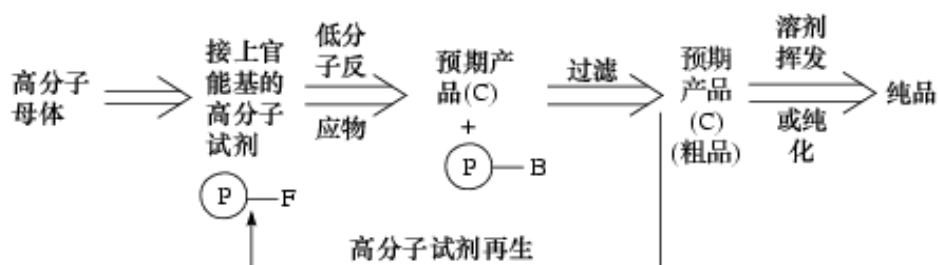 高分子
母体
接上官
能基的
高分子
试剂
P—F
低分
子反
应物
预期产
品(C)
+
P—B
过滤
预期
产品
(C)
(粗品)
溶剂
挥发
或纯
化
纯品
高分子试剂再生